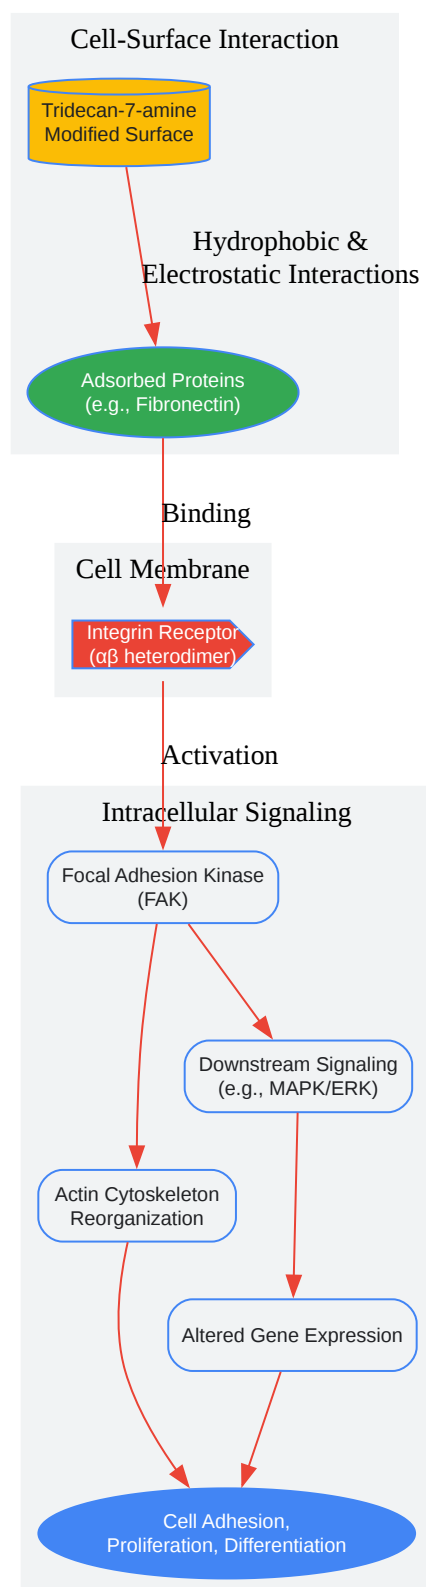 Cell-Surface Interaction
Tridecan-7-amine
Modified Surface
Hydrophobic &
Electrostatic Interactions
Adsorbed Proteins
(e.g., Fibronectin)
Binding
Cell Membrane
Integrin Receptor
(αβ heterodimer)
Activation
Intracellular Signaling
Focal Adhesion Kinase
(FAK)
Downstream Signaling
(e.g., MAPK/ERK)
Actin Cytoskeleton
Reorganization
Altered Gene Expression
Cell Adhesion,
Proliferation, Differentiation